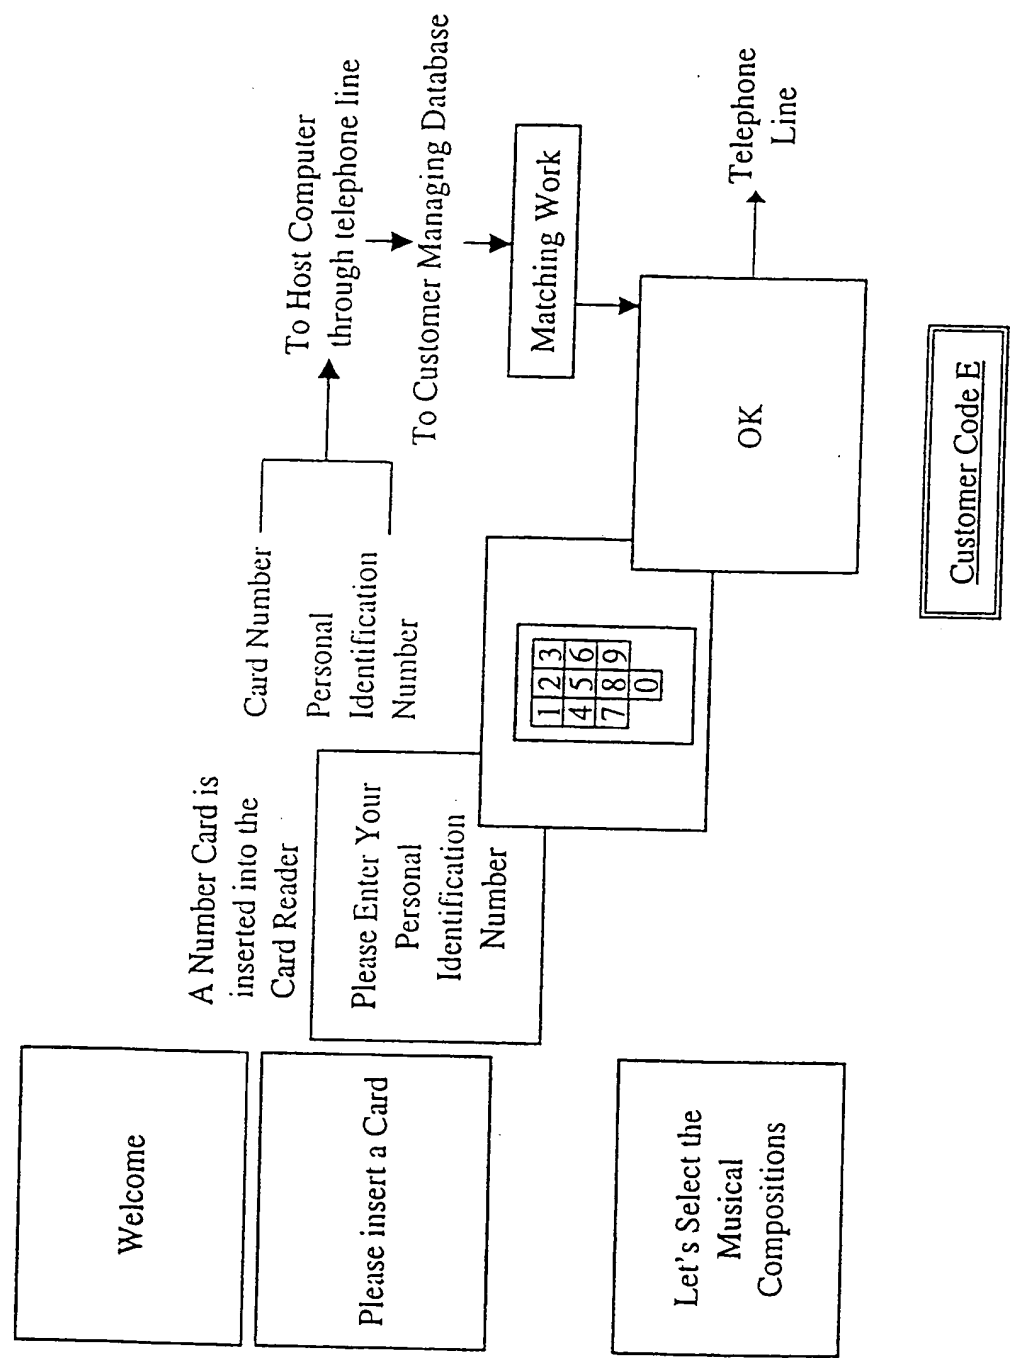 Welcome
Please insert a Card
A Number Card is
inserted into the
Card Reader
Please Enter Your
Personal
Identification
Number
1 2 3
4 5 6
7 8 9
0
Card Number
Personal
Identification
Number
To Host Computer
through telephone line
To Customer Managing Database
Matching Work
OK
Telephone
Line
Let's Select the
Musical
Compositions
Customer Code E